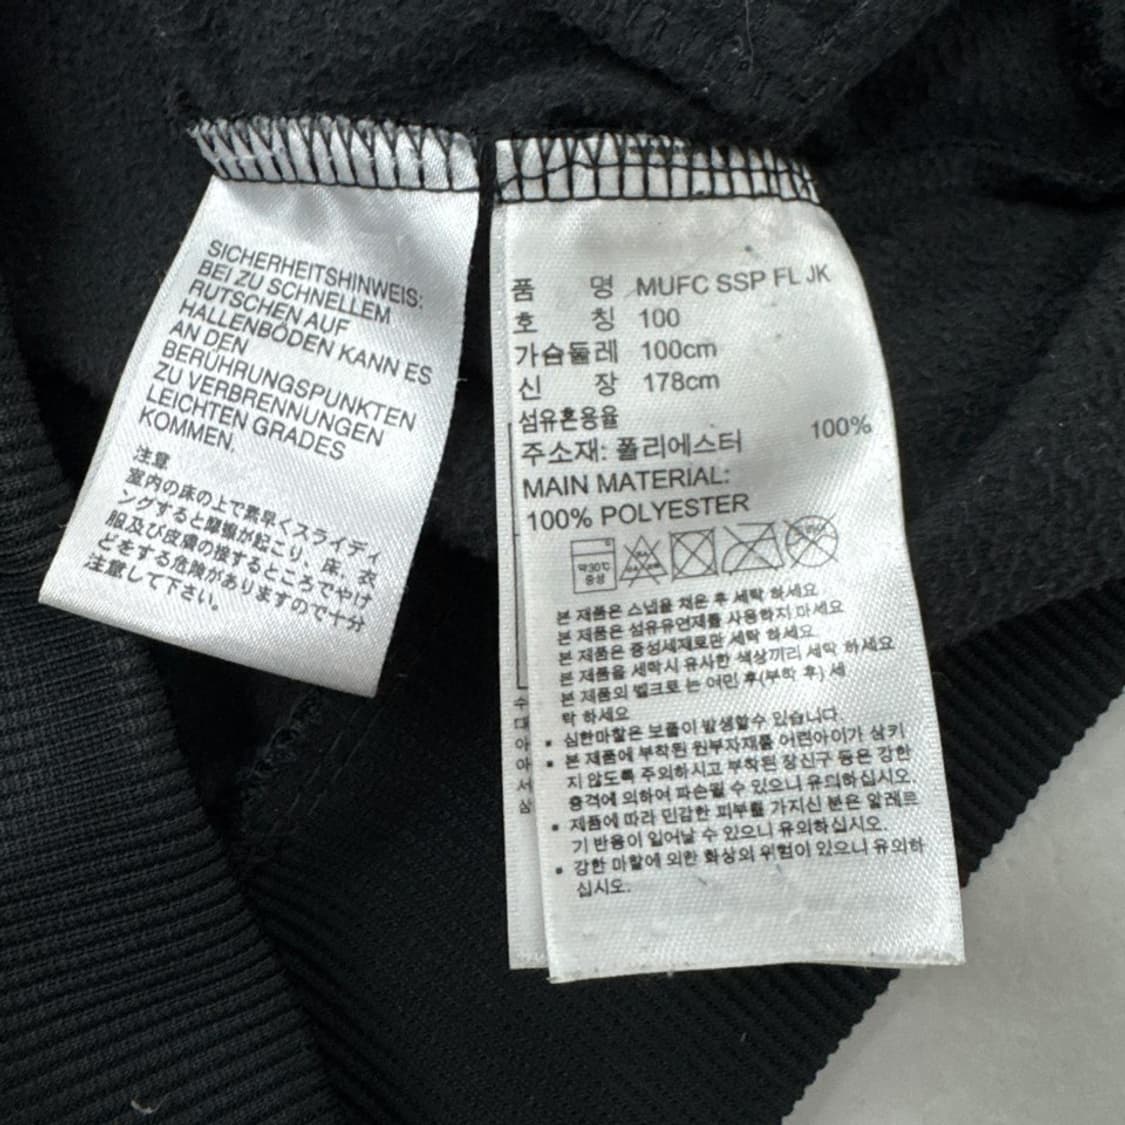 SICHERHEITSHINWEIS:
BEI ZU SCHNELLEM
RUTSCHEN AUF
HALLENBÖDEN KANN ES
AN DEN
BERÜHRUNGSPUNKTEN
ZU VERBRENNUNGEN
LEICHTEN GRADES
KOMMEN.
注意
室内の床の上で素早くスライディ
ングすると摩擦が起こり、床、衣
服及び皮膚の接するところでやけ
どをする危険がありますので十分
注意して下さい。
품 명 MUFC SSP FL JK
호 칭 100
가슴둘레 100cm
신 장 178cm
섬유혼용율
주소재: 폴리에스터 100%
MAIN MATERIAL:
100% POLYESTER
약30℃
중성
본 제품은 스냅을 채운 후 세탁 하세요
본 제품은 섬유유연제를 사용하지 마세요
본 제품은 중성세제로만 세탁 하세요
본 제품을 세탁시 유사한 색상끼리 세탁 하세요
본 제품의 벨크로 는 여민 후(부착 후) 세
탁 하세요
▪ 심한마찰은 보풀이 발생할수 있습니다.
▪ 본 제품에 부착된 원부자재를 어린아이가 삼키
지 않도록 주의하시고 부착된 장신구 등은 강한
충격에 의하여 파손될 수 있으니 유의하십시오.
▪ 제품에 따라 민감한 피부를 가지신 분은 알레르
기 반응이 일어날 수 있으니 유의하십시오.
▪ 강한 마찰에 의한 화상의 위험이 있으니 유의하
십시오.
수
대
아
아
서
삼